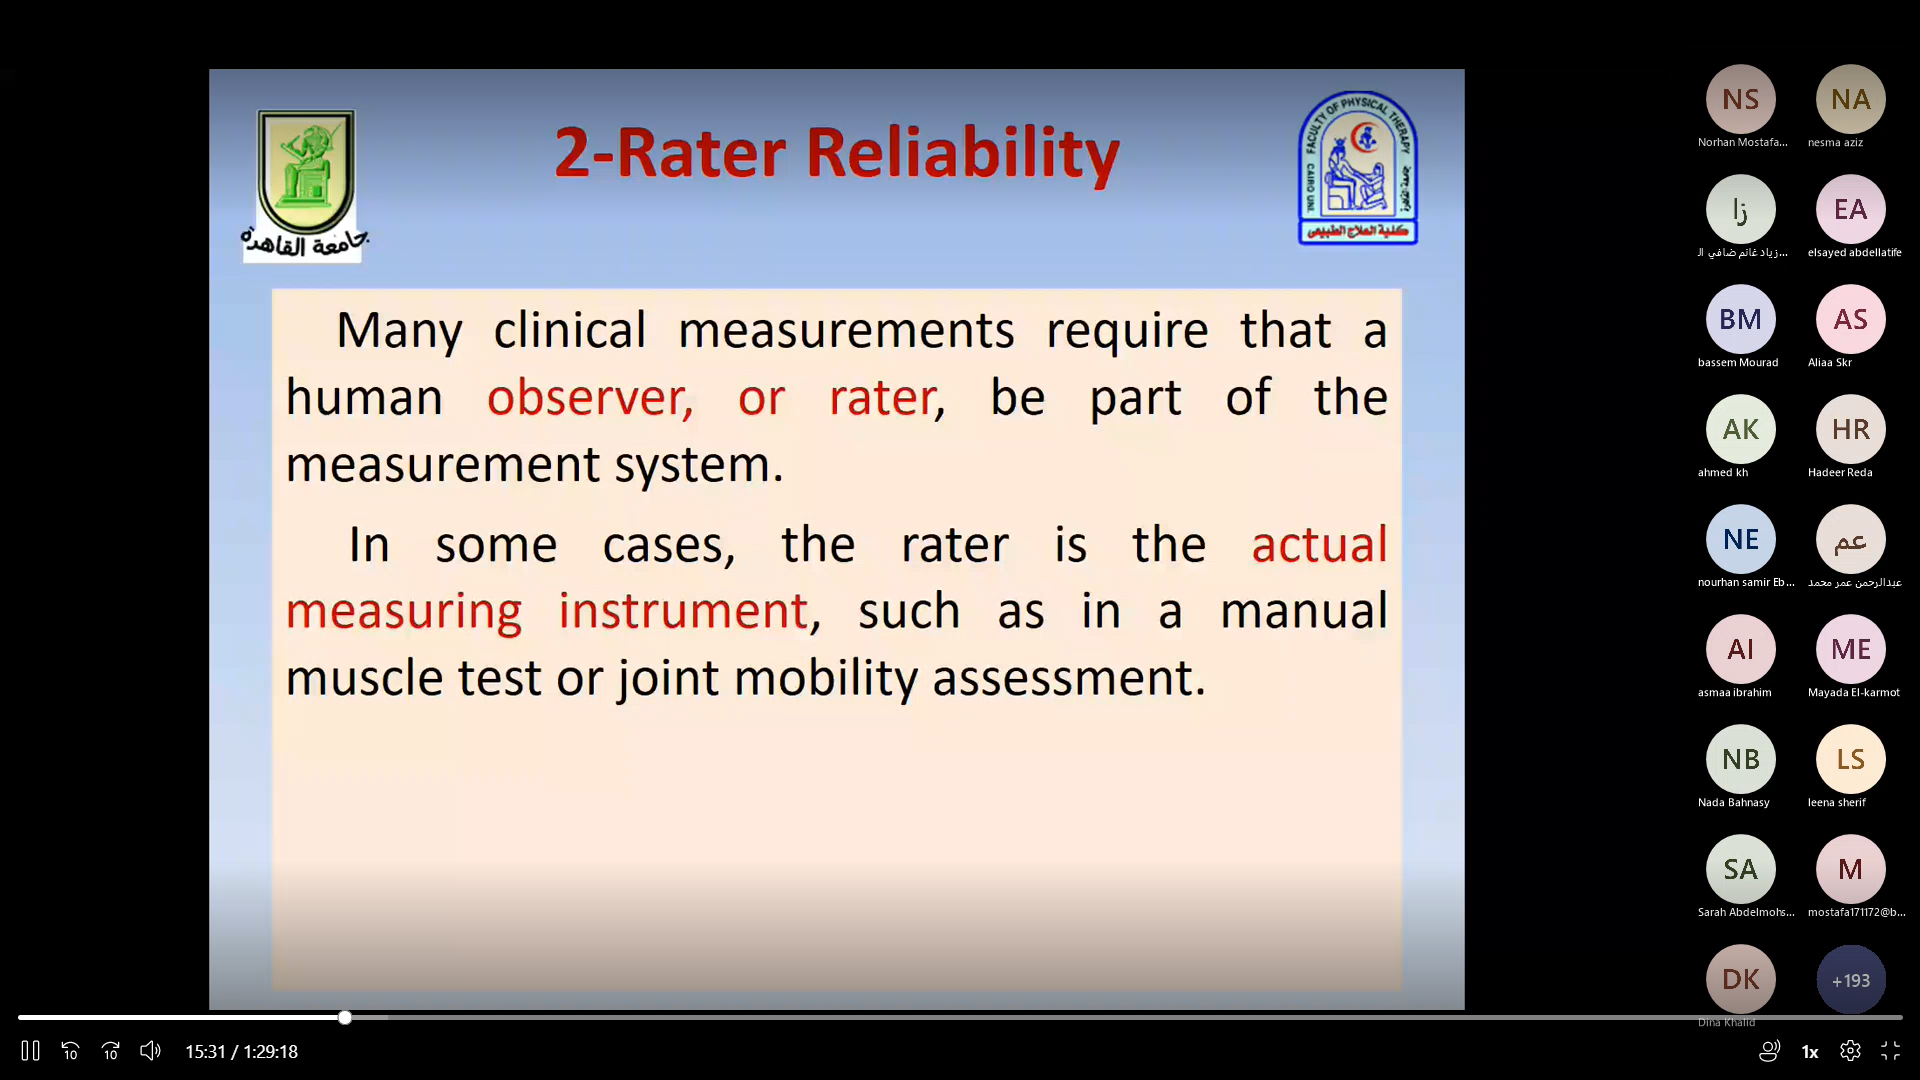 2-Rater Reliability
جامعة القاهرة
FACULTY OF PHYSICAL THERAPY
CAIRO UNI.
جامعة القاهرة
كلية العلاج الطبيعى
Many clinical measurements require that a
human observer, or rater, be part of the
measurement system.
In some cases, the rater is the actual
measuring instrument, such as in a manual
muscle test or joint mobility assessment.
NS
NA
Norhan Mostafa...
nesma aziz
زا
EA
زياد غانم ضافي ال...
elsayed abdellatife
BM
AS
bassem Mourad
Aliaa Skr
AK
HR
ahmed kh
Hadeer Reda
NE
عم
nourhan samir Eb...
عبدالرحمن عمر محمد
AI
ME
asmaa ibrahim
Mayada El-karmot
NB
LS
Nada Bahnasy
leena sherif
SA
M
Sarah Abdelmohs...
mostafa171172@b...
DK
+193
Dina Khalid
10
10
15:31 / 1:29:18
1x